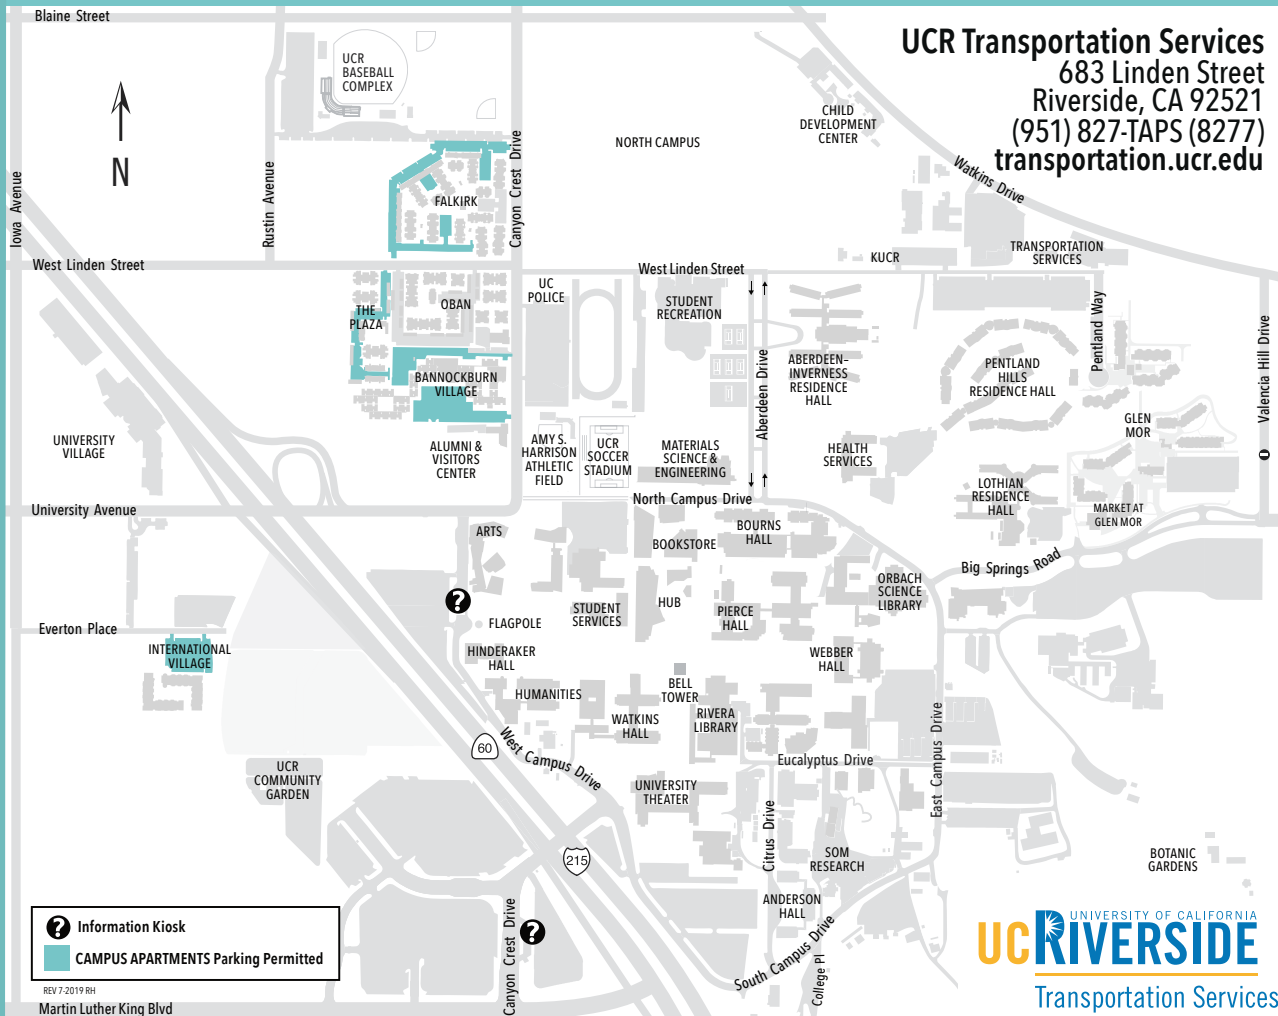 Blaine Street
UCR Transportation Services
683 Linden Street
Riverside, CA 92521
(951) 827-TAPS (8277)
transportation.ucr.edu
UCR
BASEBALL
COMPLEX
N
NORTH CAMPUS
CHILD
DEVELOPMENT
CENTER
Watkins Drive
Iowa Avenue
Rustin Avenue
Canyon Crest Drive
FALKIRK
West Linden Street
West Linden Street
KUCR
TRANSPORTATION
SERVICES
UC
POLICE
OBAN
THE
PLAZA
STUDENT
RECREATION
Pentland Way
Valencia Hill Drive
Aberdeen Drive
ABERDEEN-
INVERNESS
RESIDENCE
HALL
PENTLAND
HILLS
RESIDENCE HALL
BANNOCKBURN
VILLAGE
GLEN
MOR
UNIVERSITY
VILLAGE
ALUMNI &
VISITORS
CENTER
AMY S.
HARRISON
ATHLETIC
FIELD
UCR
SOCCER
STADIUM
MATERIALS
SCIENCE &
ENGINEERING
HEALTH
SERVICES
LOTHIAN
RESIDENCE
HALL
MARKET AT
GLEN MOR
University Avenue
North Campus Drive
ARTS
BOOKSTORE
BOURNS
HALL
Big Springs Road
ORBACH
SCIENCE
LIBRARY
?
FLAGPOLE
STUDENT
SERVICES
HUB
PIERCE
HALL
Everton Place
INTERNATIONAL
VILLAGE
HINDERAKER
HALL
WEBBER
HALL
HUMANITIES
BELL
TOWER
WATKINS
HALL
RIVERA
LIBRARY
60
West Campus Drive
Eucalyptus Drive
East Campus Drive
UCR
COMMUNITY
GARDEN
UNIVERSITY
THEATER
Citrus Drive
215
SOM
RESEARCH
BOTANIC
GARDENS
ANDERSON
HALL
South Campus Drive
College Pl
Canyon Crest Drive
?
? Information Kiosk
CAMPUS APARTMENTS Parking Permitted
REV 7-2019 RH
Martin Luther King Blvd
UNIVERSITY OF CALIFORNIA
UC RIVERSIDE
Transportation Services